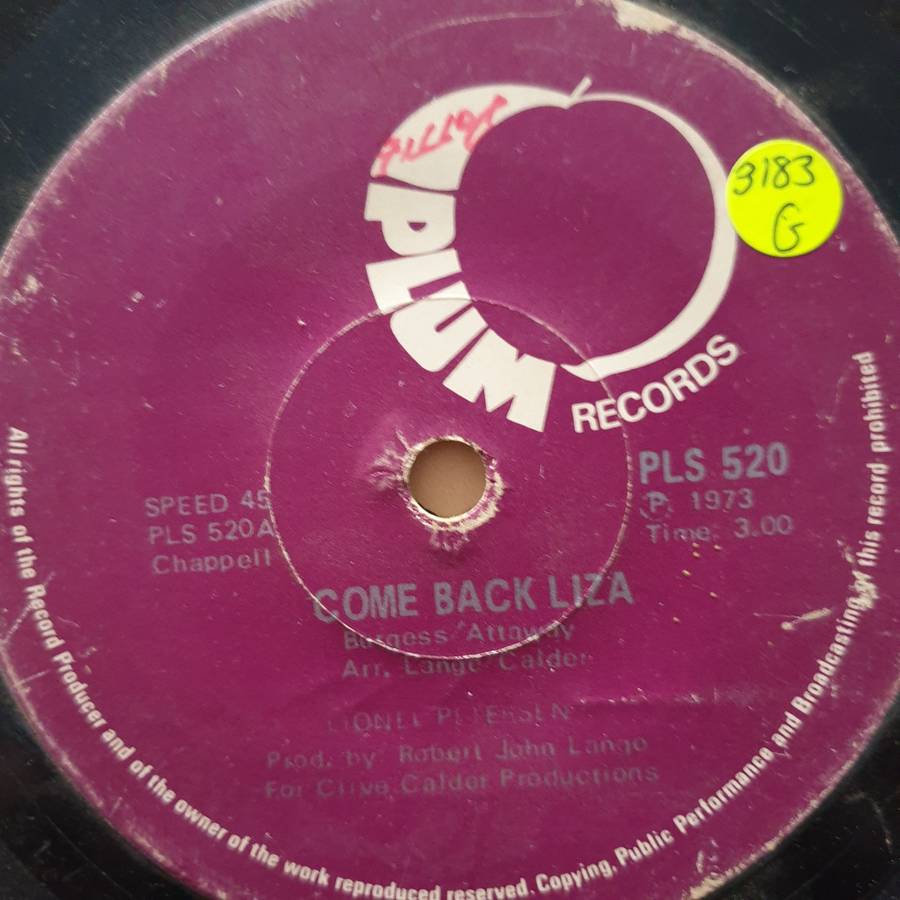 PLUM
RECORDS
3183
G
PLS 520
℗ 1973
Time: 3.00
SPEED 45
PLS 520A
Chappell
COME BACK LIZA
Burgess Attaway
Arr. Lange Calder
LIONEL PETERSEN
Prod. by Robert John Lange
For Clive Calder Productions
All rights of the Record Producer and of the owner of the work reproduced reserved. Copying, Public Performance and Broadcasting of this record prohibited